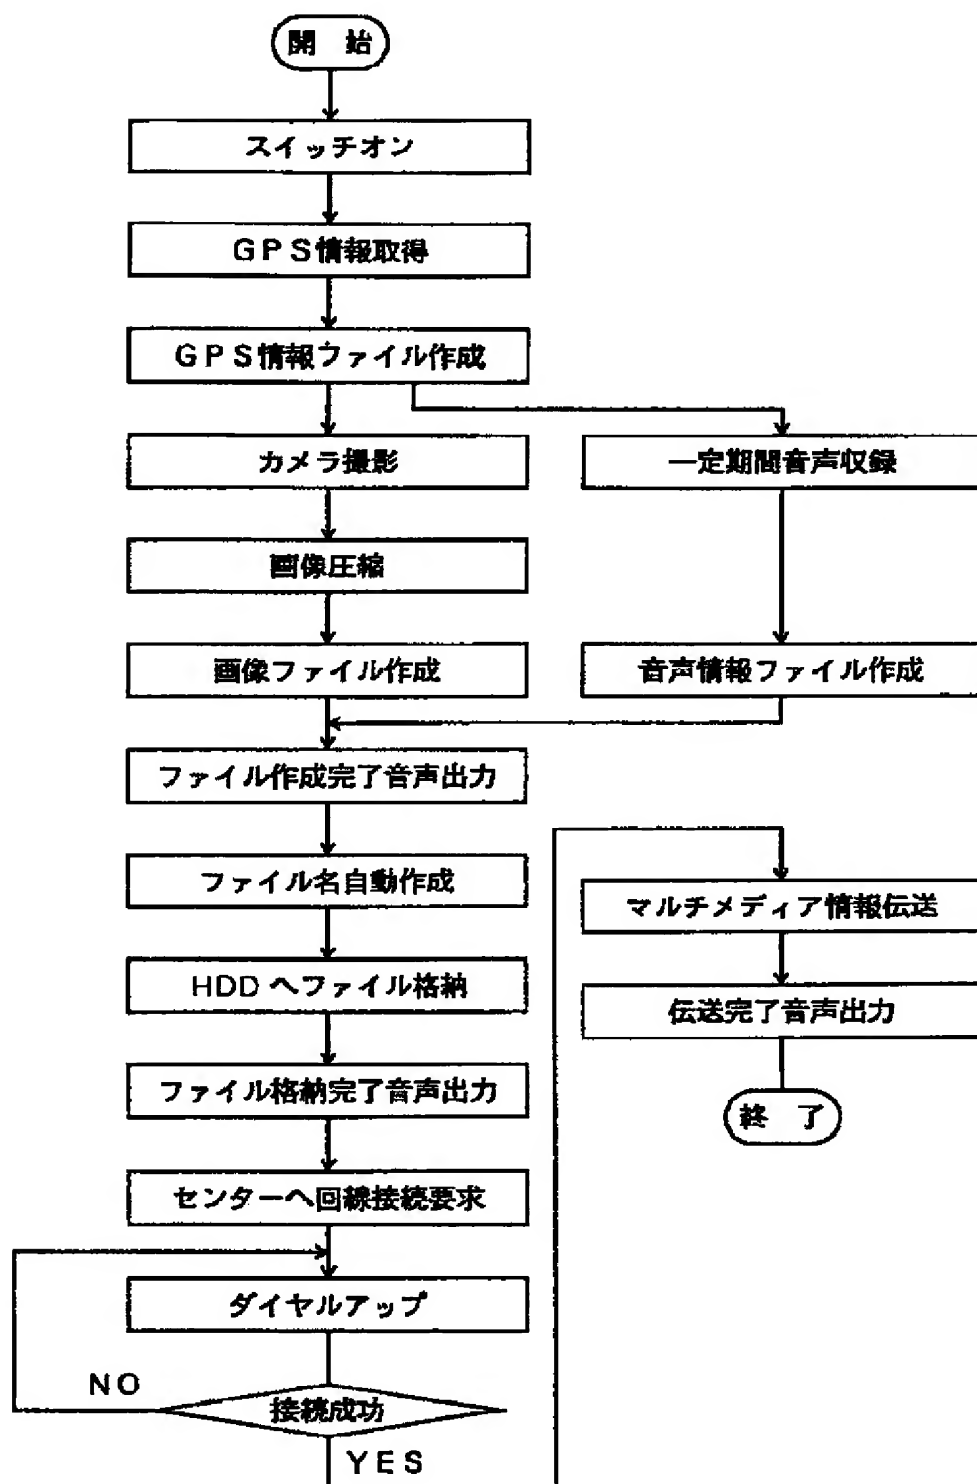 開 始
スイッチオン
GPS情報取得
GPS情報ファイル作成
カメラ撮影
一定期間音声収録
画像圧縮
画像ファイル作成
音声情報ファイル作成
ファイル作成完了音声出力
ファイル名自動作成
マルチメディア情報伝送
HDDへファイル格納
伝送完了音声出力
ファイル格納完了音声出力
終 了
センターへ回線接続要求
ダイヤルアップ
NO
接続成功
YES